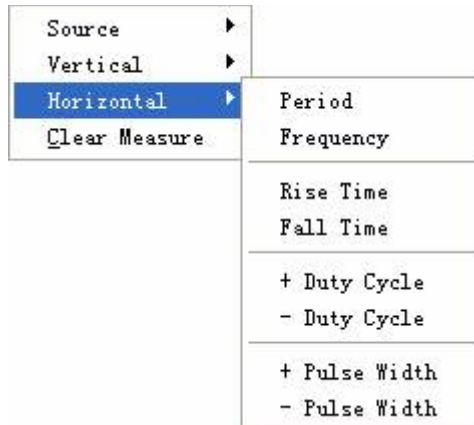 Source
Vertical
Horizontal
Clear Measure
Period
Frequency
Rise Time
Fall Time
+ Duty Cycle
- Duty Cycle
+ Pulse Width
- Pulse Width